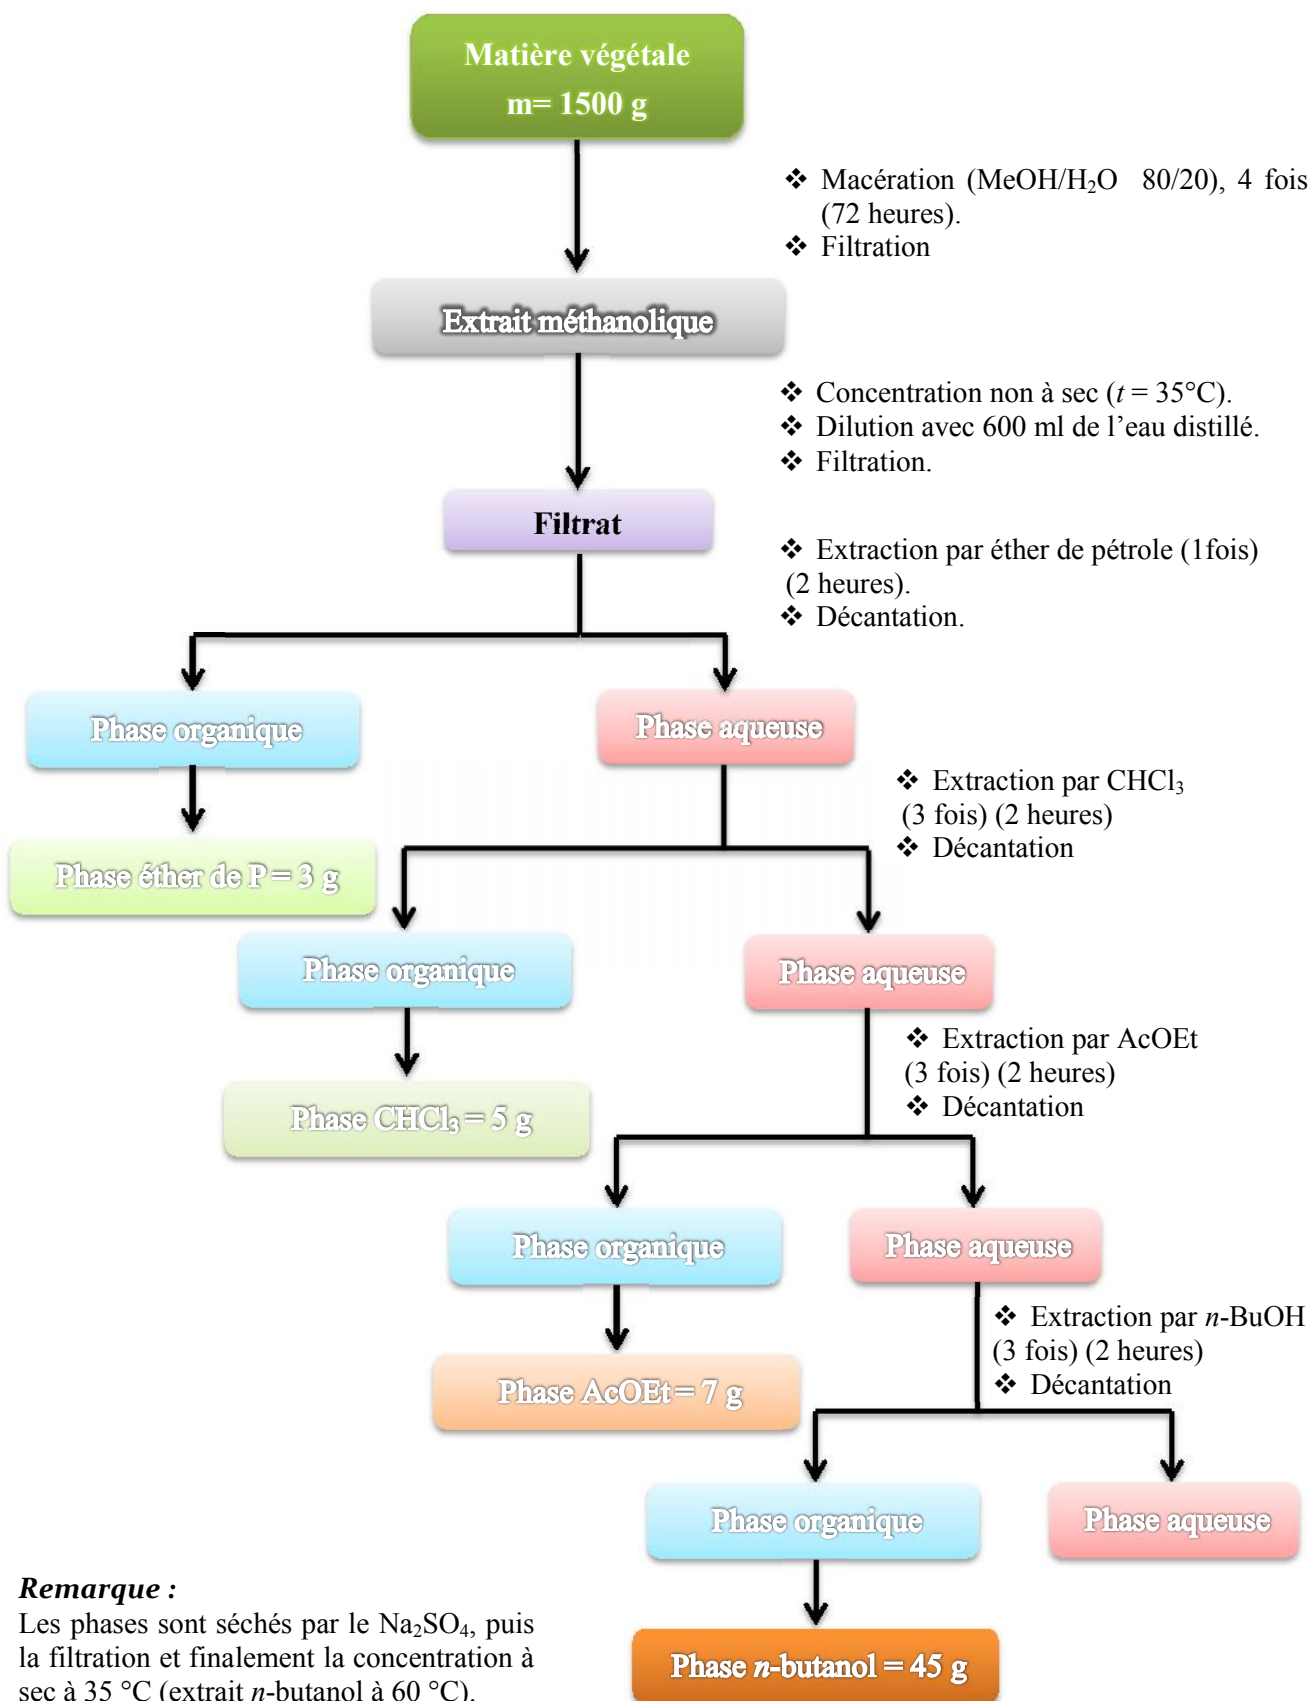 Matière végétale
m= 1500 g
❖ Macération (MeOH/H₂O 80/20), 4 fois
(72 heures).
❖ Filtration
Extrait méthanolique
❖ Concentration non à sec (t = 35°C).
❖ Dilution avec 600 ml de l’eau distillé.
❖ Filtration.
Filtrat
❖ Extraction par éther de pétrole (1fois)
(2 heures).
❖ Décantation.
Phase organique
Phase aqueuse
❖ Extraction par CHCl₃
(3 fois) (2 heures)
❖ Décantation
Phase éther de P = 3 g
Phase organique
Phase aqueuse
❖ Extraction par AcOEt
(3 fois) (2 heures)
❖ Décantation
Phase CHCl₃ = 5 g
Phase organique
Phase aqueuse
❖ Extraction par n-BuOH
(3 fois) (2 heures)
❖ Décantation
Phase AcOEt = 7 g
Phase organique
Phase aqueuse
Remarque :
Les phases sont séchés par le Na₂SO₄, puis
la filtration et finalement la concentration à
sec à 35 °C (extrait n-butanol à 60 °C).
Phase n-butanol = 45 g